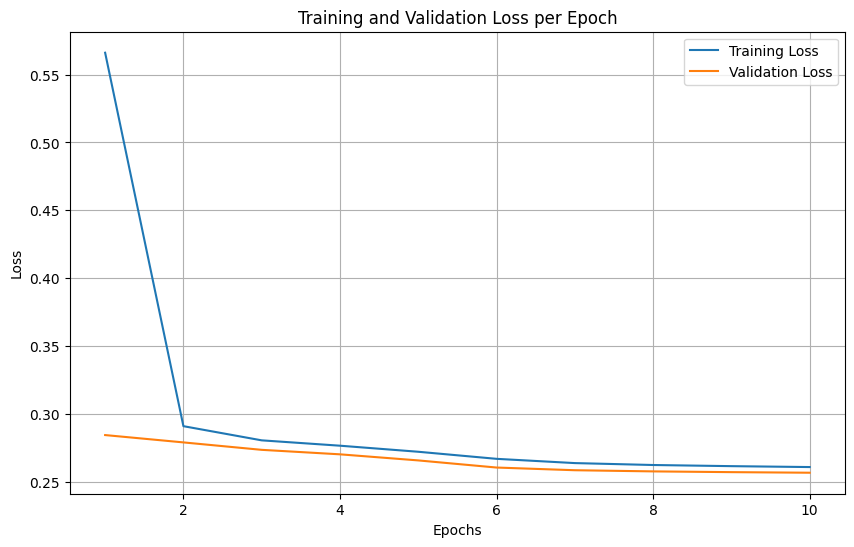 Training and Validation Loss per Epoch
Training Loss
Validation Loss
0.55
0.50
0.45
0.40
0.35
0.30
0.25
Loss
2
4
6
8
10
Epochs